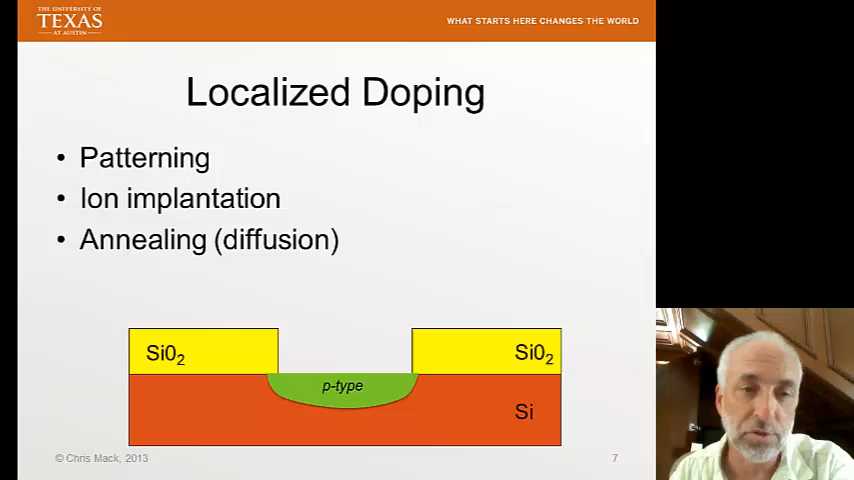 THE UNIVERSITY OF
TEXAS
AT AUSTIN
WHAT STARTS HERE CHANGES THE WORLD
Localized Doping
• Patterning
• Ion implantation
• Annealing (diffusion)
Si0₂
Si0₂
p-type
Si
© Chris Mack, 2013
7